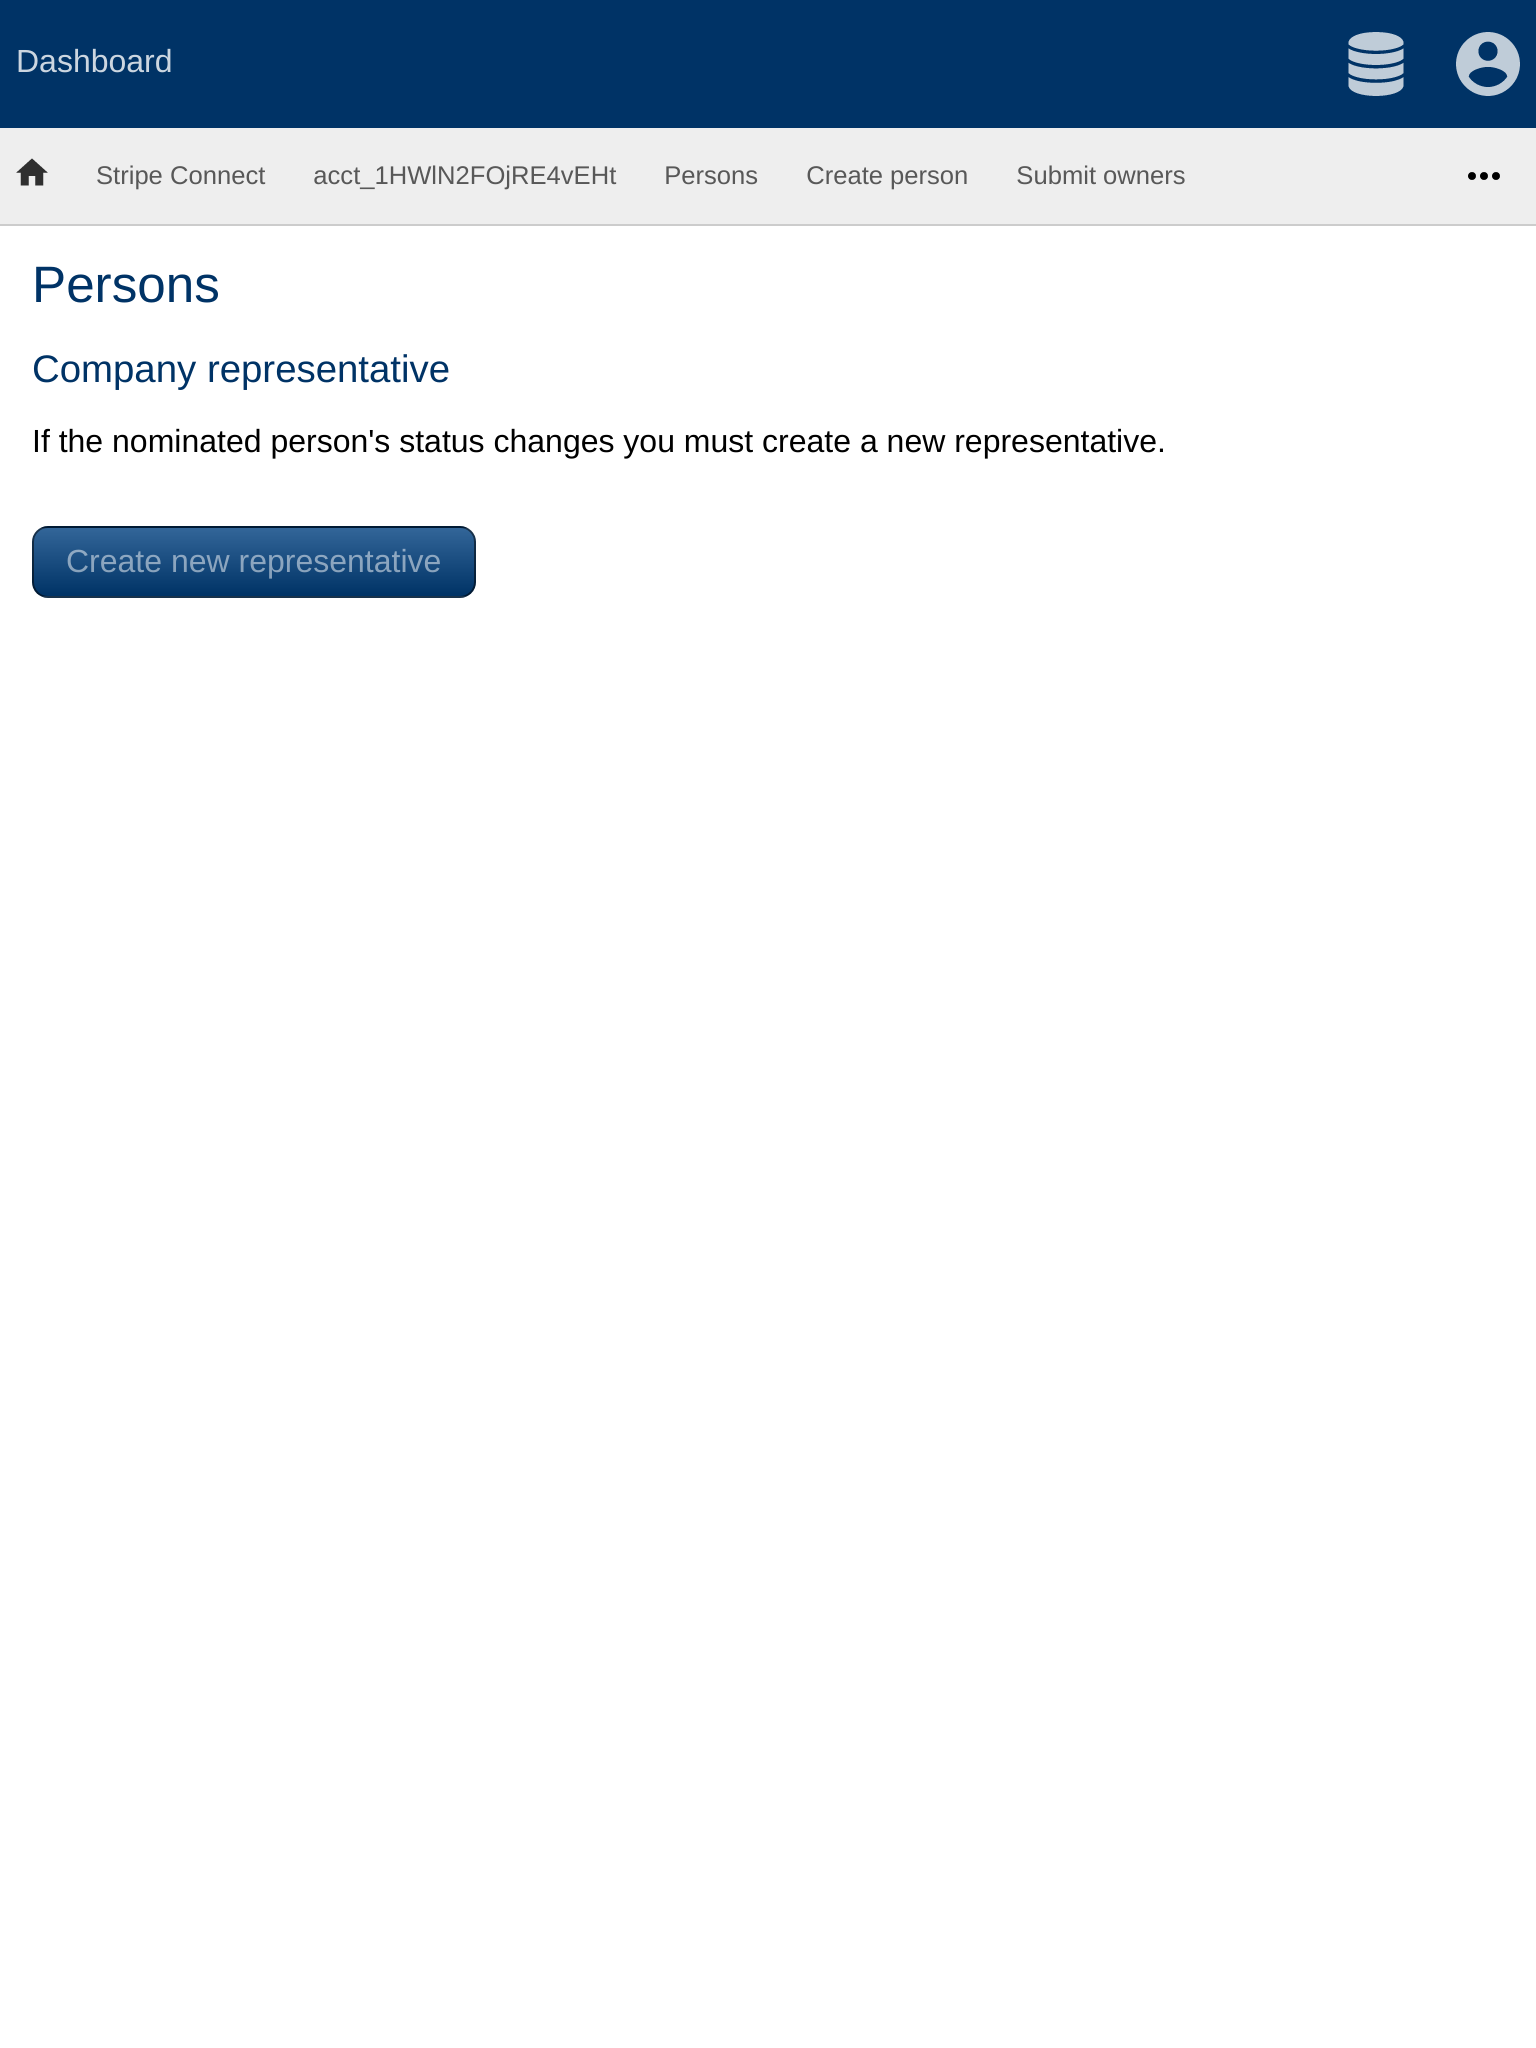 Dashboard
Stripe Connect acct_1HWlN2FOjRE4vEHt Persons Create person Submit owners
Persons
Company representative
If the nominated person's status changes you must create a new representative.
Create new representative